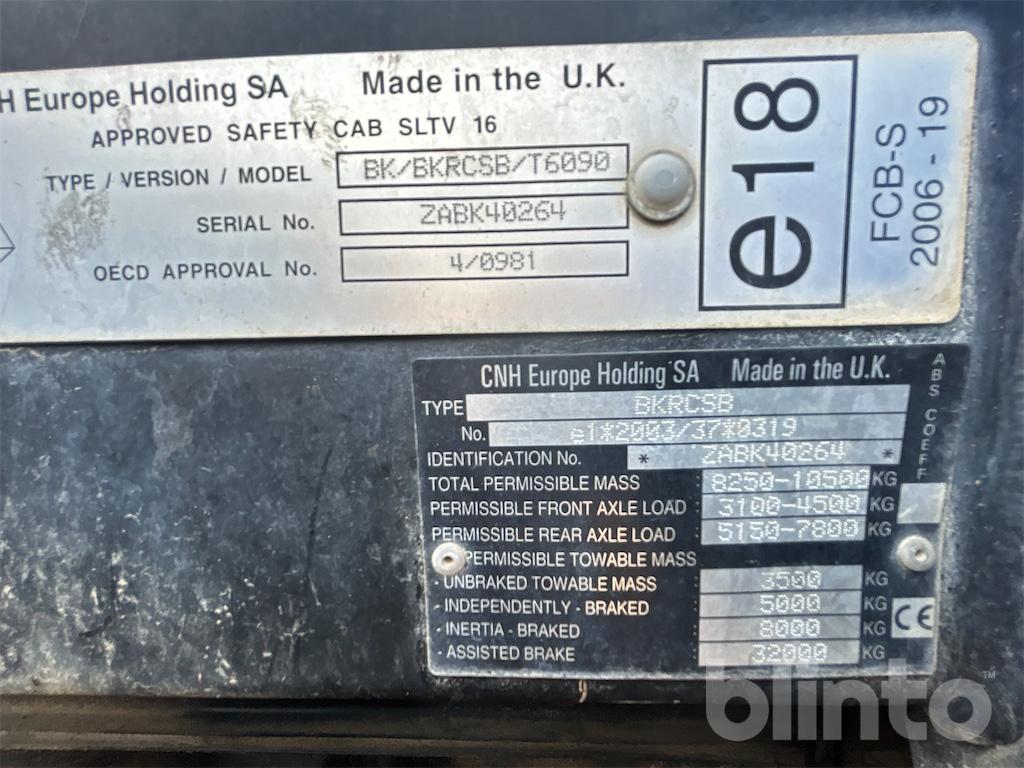 H Europe Holding SA Made in the U.K.
APPROVED SAFETY CAB SLTV 16
TYPE / VERSION / MODEL BK/BKRCSB/T6090
SERIAL No. ZABK40264
OECD APPROVAL No. 4/0981
e18
FCB-S
2006 - 19
CNH Europe Holding SA Made in the U.K.
TYPE BKRCSB
No. e1*2003/37*0319
IDENTIFICATION No. * ZABK40264 *
TOTAL PERMISSIBLE MASS : 8250-10500 KG
PERMISSIBLE FRONT AXLE LOAD : 3100-4500 KG
PERMISSIBLE REAR AXLE LOAD : 5150-7800 KG
PERMISSIBLE TOWABLE MASS
- UNBRAKED TOWABLE MASS : 3500 KG
- INDEPENDENTLY - BRAKED : 5000 KG
- INERTIA - BRAKED : 8000 KG
- ASSISTED BRAKE : 32000 KG
ABS COEFF
CE
blinto™